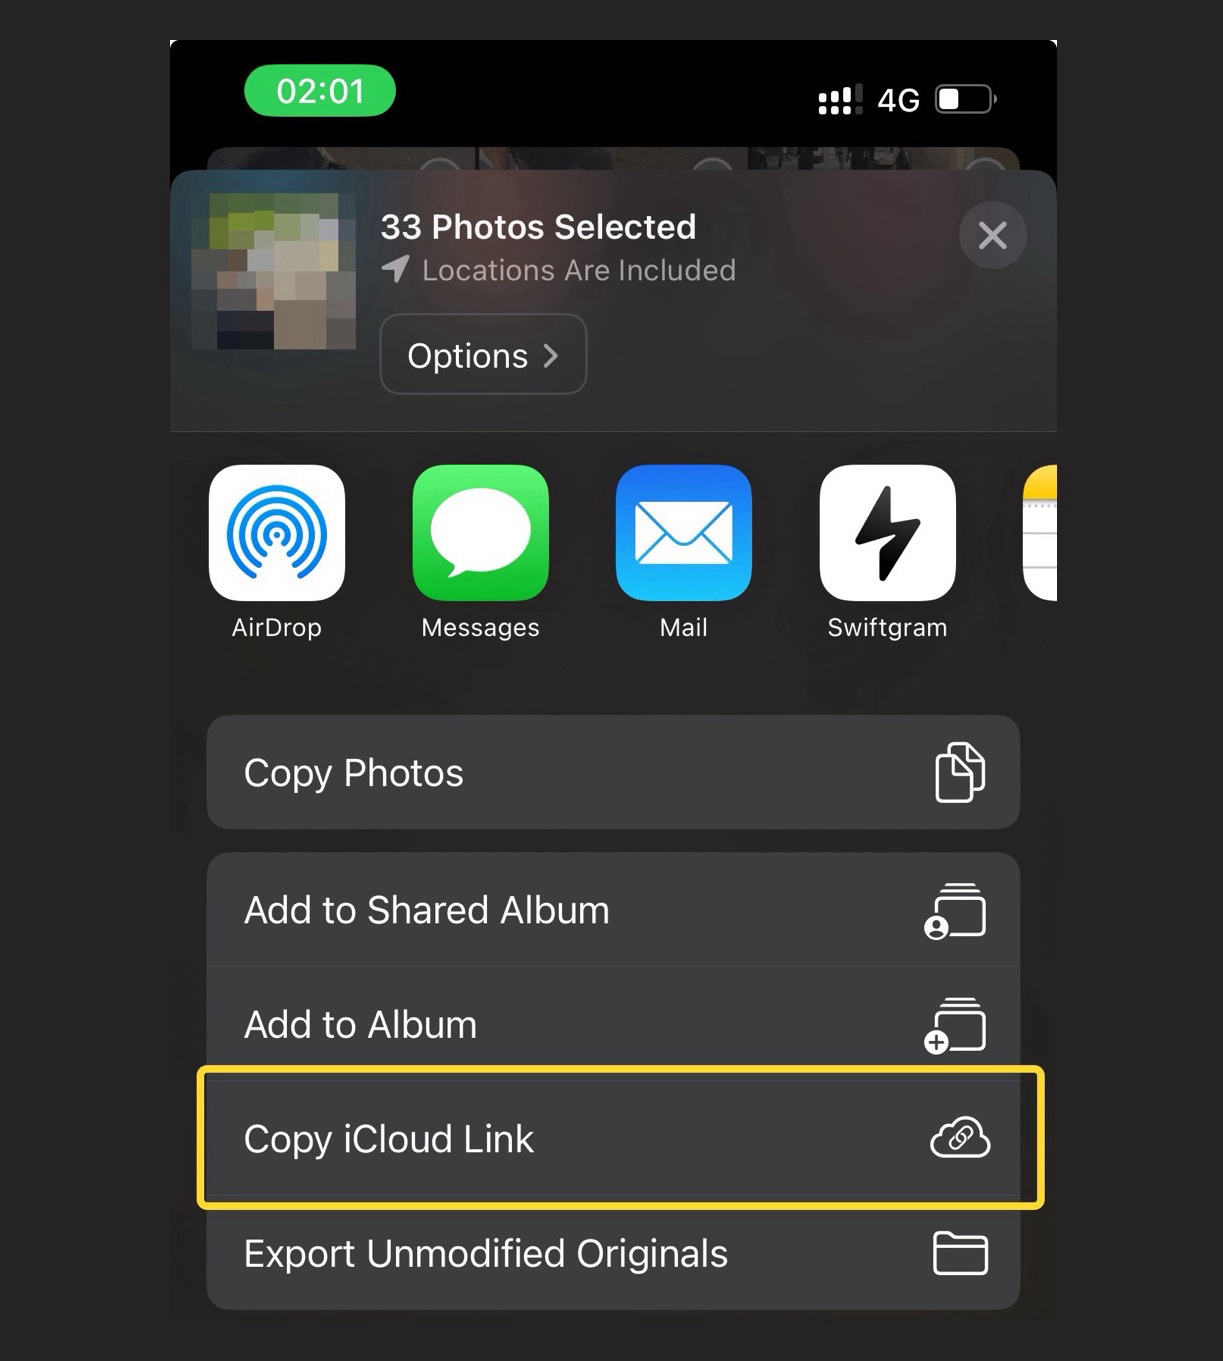 02:01
4G
33 Photos Selected
Locations Are Included
Options
AirDrop
Messages
Mail
Swiftgram
Copy Photos
Add to Shared Album
Add to Album
Copy iCloud Link
Export Unmodified Originals